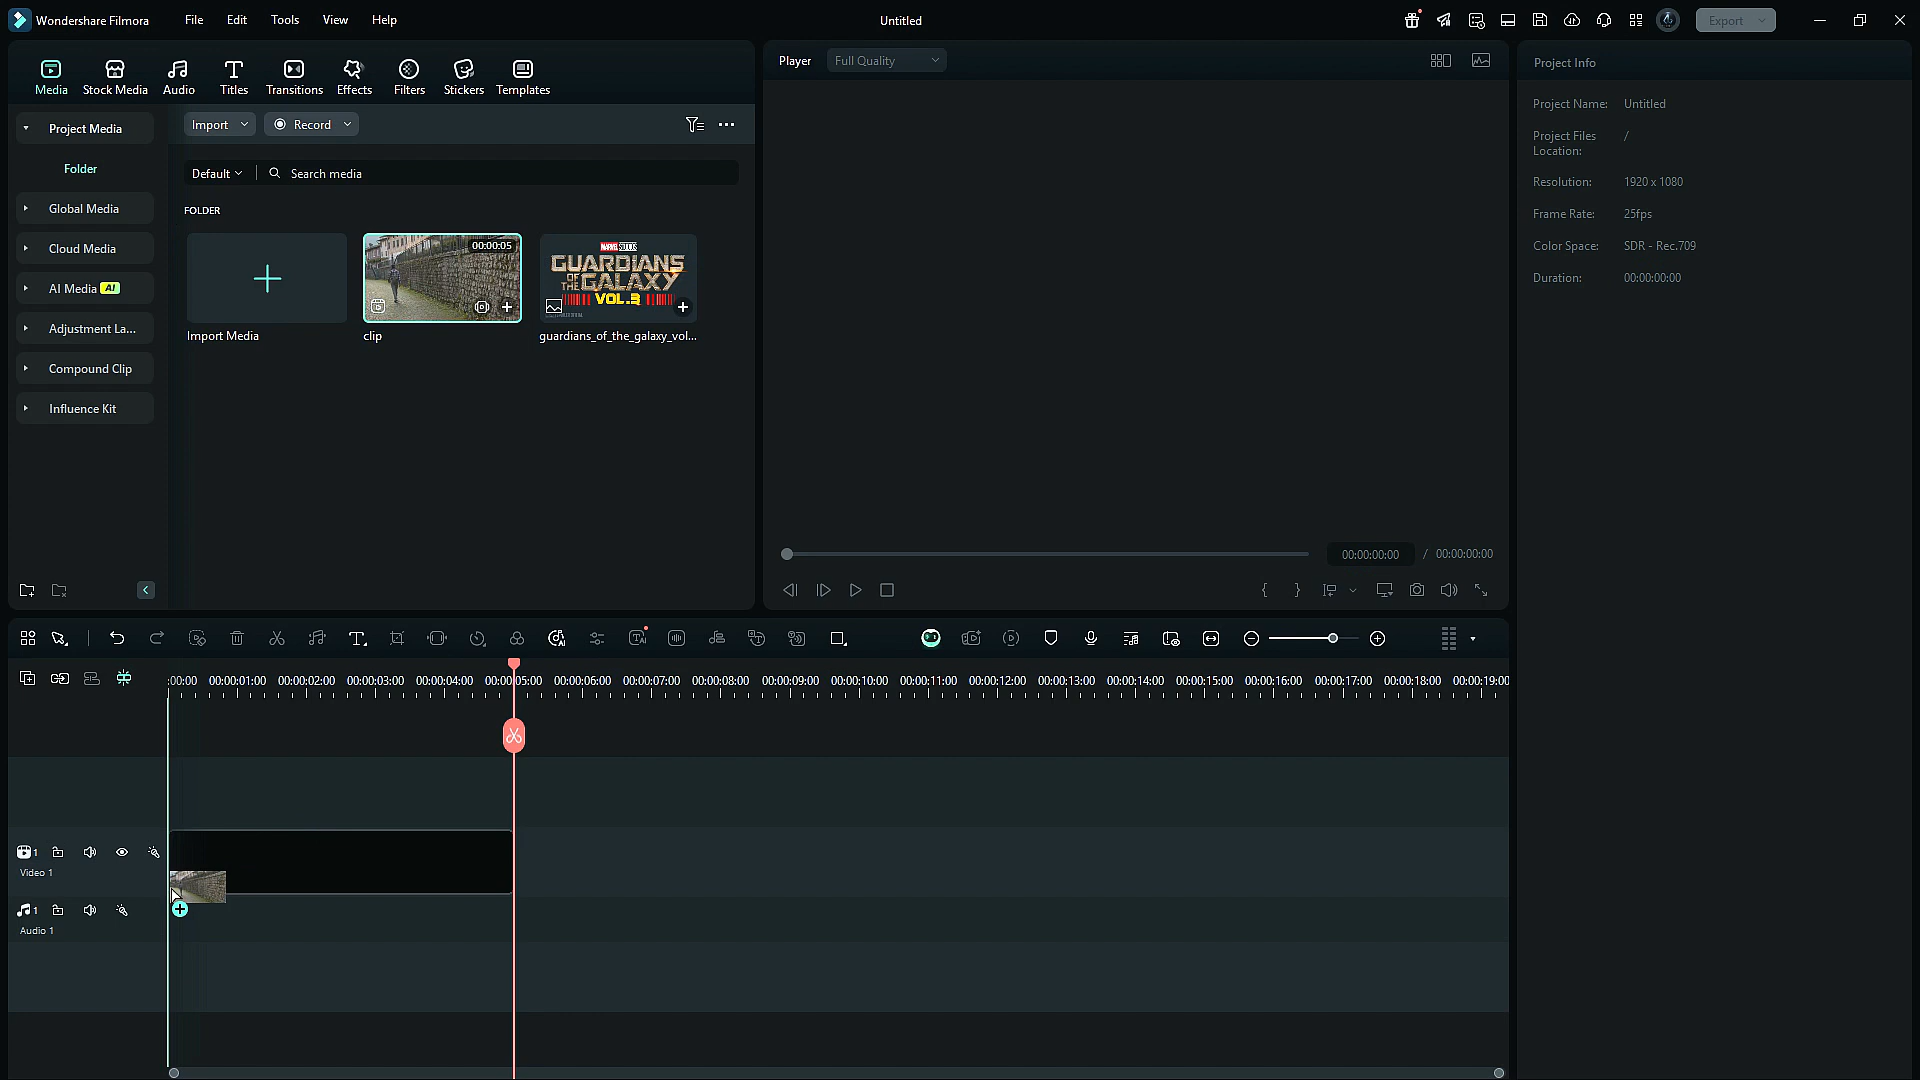 Wondershare Filmora
File
Edit
Tools
View
Help
Untitled
Export
Media
Stock Media
Audio
Titles
Transitions
Effects
Filters
Stickers
Templates
Player
Full Quality
Project Info
Project Media
Import
Record
Project Name:
Untitled
Folder
Default
Search media
Project Files
Location:
/
Resolution:
1920 x 1080
Global Media
FOLDER
Frame Rate:
25fps
Cloud Media
00:00:05
MARVEL STUDIOS
GUARDIANS
OF THE GALAXY
VOL.3
Color Space:
SDR - Rec.709
AI Media
AI
Duration:
00:00:00:00
Adjustment La...
Import Media
clip
guardians_of_the_galaxy_vol...
Compound Clip
Influence Kit
00:00:00:00
/
00:00:00:00
:00:00
00:00:01:00
00:00:02:00
00:00:03:00
00:00:04:00
00:00:05:00
00:00:06:00
00:00:07:00
00:00:08:00
00:00:09:00
00:00:10:00
00:00:11:00
00:00:12:00
00:00:13:00
00:00:14:00
00:00:15:00
00:00:16:00
00:00:17:00
00:00:18:00
00:00:19:00
1
Video 1
1
Audio 1